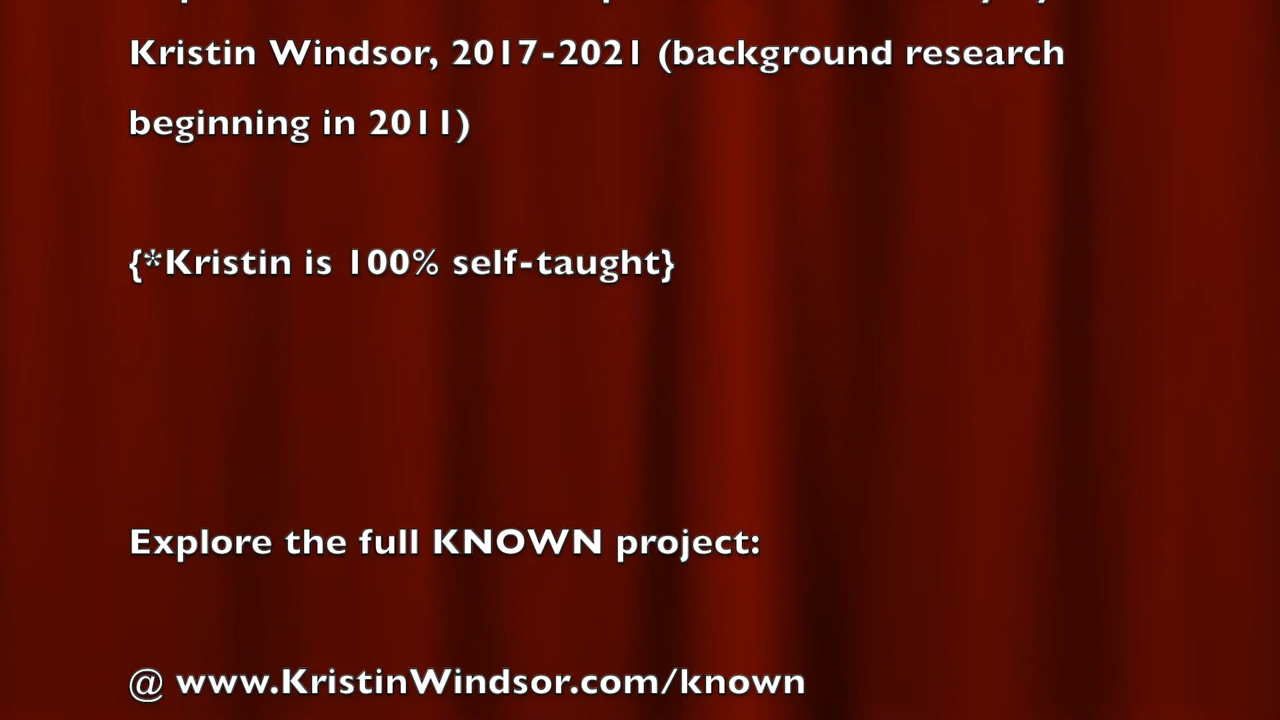 Kristin Windsor, 2017-2021 (background research
beginning in 2011)
{*Kristin is 100% self-taught}
Explore the full KNOWN project:
@ www.KristinWindsor.com/known